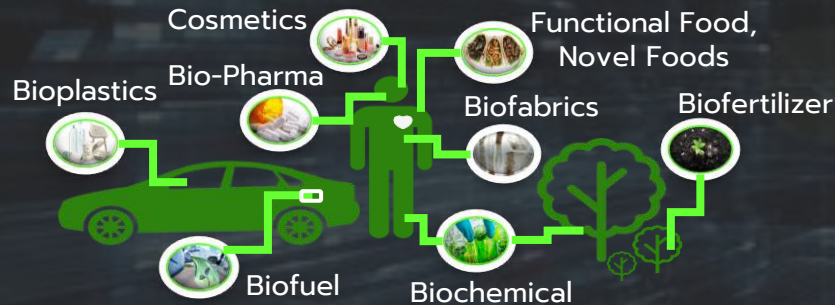 Cosmetics
Functional Food,
Novel Foods
Bio-Pharma
Bioplastics
Biofabrics
Biofertilizer
Biofuel
Biochemical